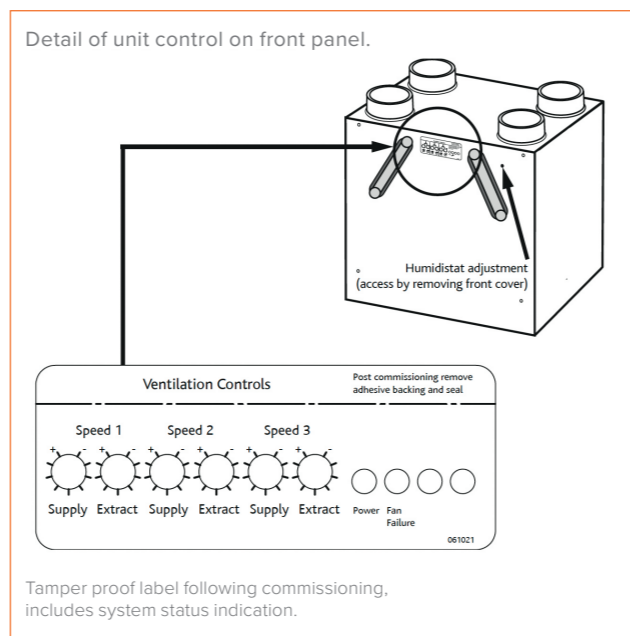 Detail of unit control on front panel.
Humidistat adjustment
(access by removing front cover)
Ventilation Controls
Post commissioning remove
adhesive backing and seal
Speed 1 Speed 2 Speed 3
+ - + - + - + - + - + -
Supply Extract Supply Extract Supply Extract
Power Fan
Failure
061021
Tamper proof label following commissioning,
includes system status indication.